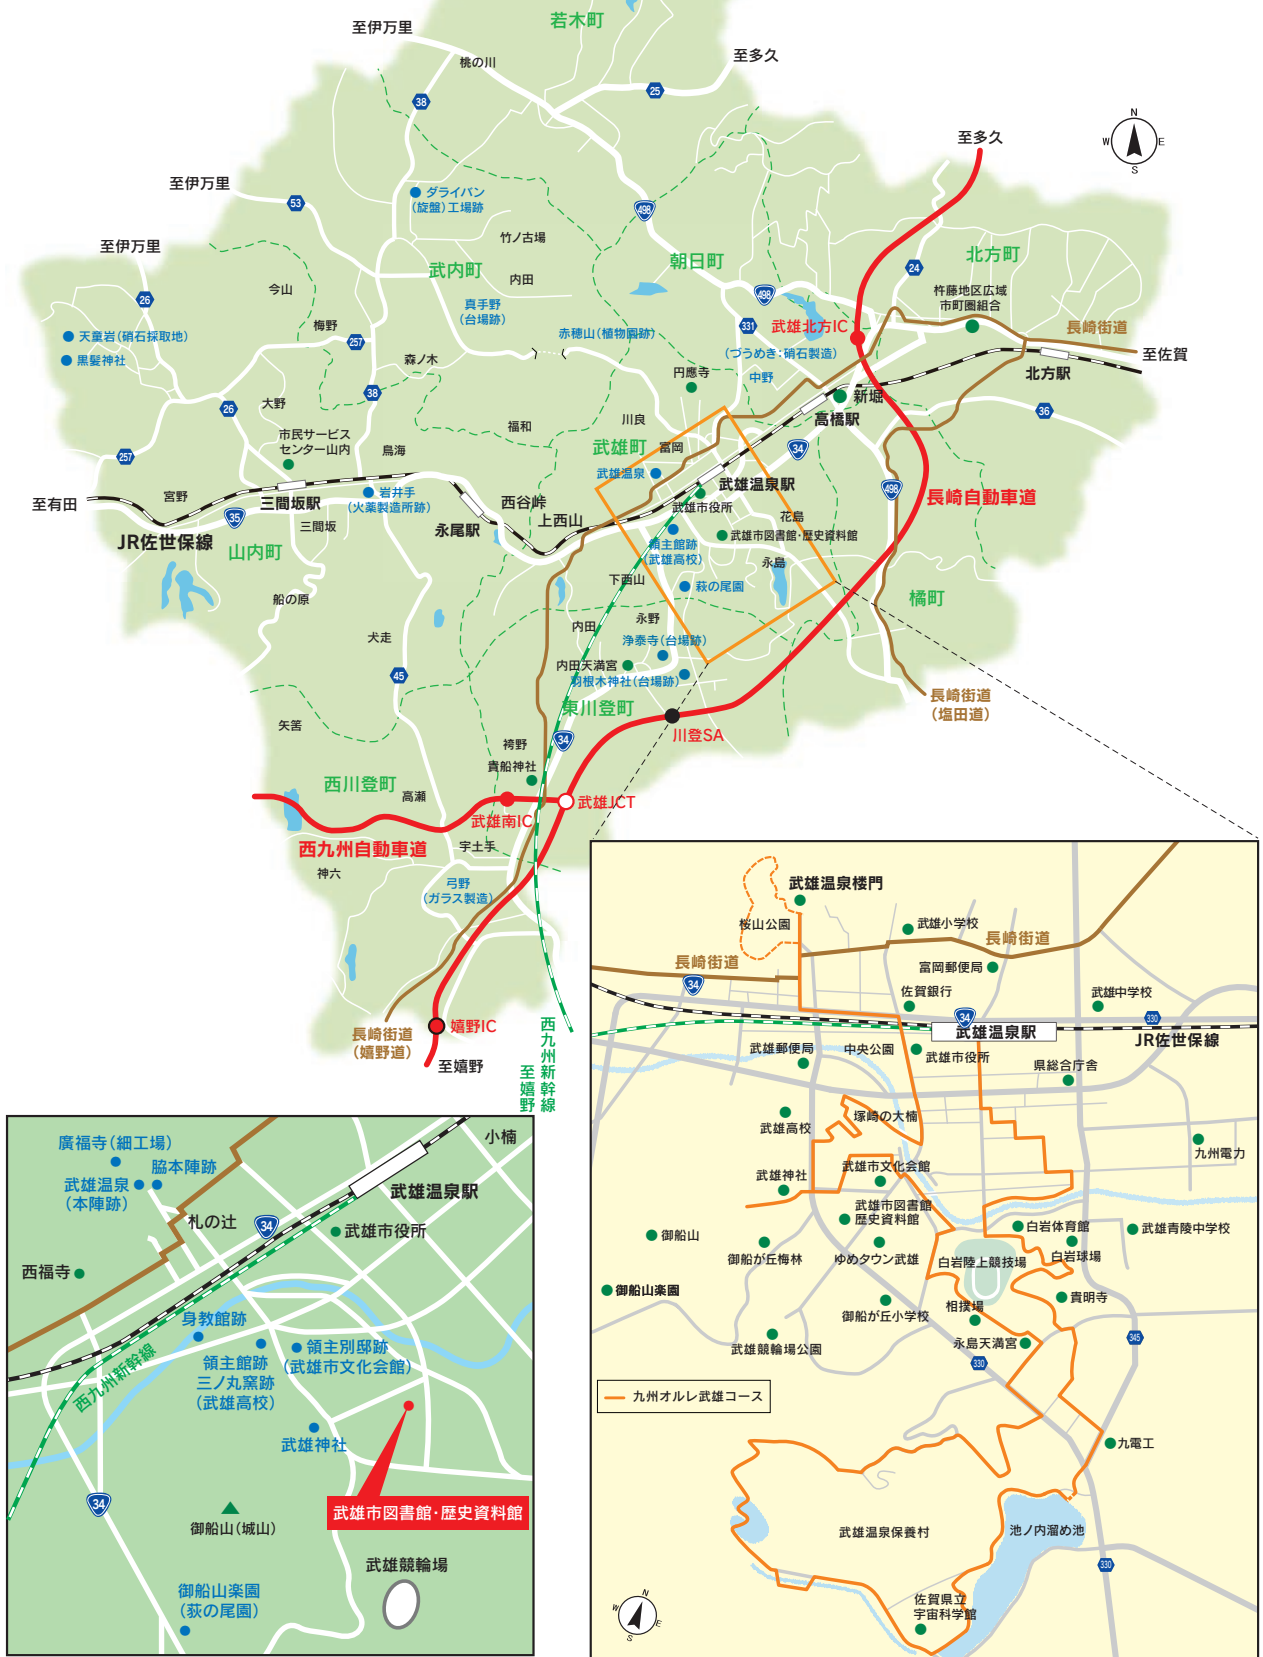 若木町
至伊万里
桃の川
至多久
38
25
至多久
N
W
E
S
至伊万里
53
ダライバン
（旋盤）工場跡
498
竹ノ古場
至伊万里
武内町
朝日町
北方町
24
内田
今山
26
498
杵藤地区広域
市町圏組合
真手野
（台場跡）
梅野
赤穂山（植物園跡）
331
武雄北方IC
長崎街道
天童岩（硝石採取地）
257
（づうめき：硝石製造）
至佐賀
黒髪神社
森ノ木
円應寺
中野
北方駅
38
新堀
26
大野
高橋駅
36
福和
川良
市民サービス
センター山内
鳥海
武雄町
富岡
34
257
武雄温泉
武雄温泉駅
498
長崎自動車道
至有田
宮野
三間坂駅
岩井手
（火薬製造所跡）
西谷峠
上西山
武雄市役所
花島
35
三間坂
永尾駅
武雄市図書館・歴史資料館
JR佐世保線
山内町
領主館跡
（武雄高校）
永島
下西山
萩の尾園
船の原
橘町
永野
内田
犬走
浄泰寺（台場跡）
内田天満宮
45
羽根木神社（台場跡）
長崎街道
（塩田道）
東川登町
矢筈
川登SA
34
袴野
貴船神社
西川登町
高瀬
武雄JCT
武雄南IC
西九州自動車道
宇土手
神六
弓野
（ガラス製造）
長崎街道
（嬉野道）
嬉野IC
至嬉野
西九州新幹線
至嬉野
小楠
廣福寺（細工場）
脇本陣跡
武雄温泉
（本陣跡）
武雄温泉駅
札の辻
34
武雄市役所
西福寺
身教館跡
西九州新幹線
領主館跡
三ノ丸窯跡
（武雄高校）
領主別邸跡
（武雄市文化会館）
武雄神社
34
武雄市図書館・歴史資料館
御船山（城山）
武雄競輪場
御船山楽園
（萩の尾園）
武雄温泉楼門
桜山公園
武雄小学校
長崎街道
長崎街道
富岡郵便局
34
佐賀銀行
武雄中学校
34
330
武雄温泉駅
JR佐世保線
武雄郵便局
中央公園
武雄市役所
県総合庁舎
塚崎の大楠
武雄高校
九州電力
武雄市文化会館
武雄神社
武雄市図書館
歴史資料館
白岩体育館
武雄青陵中学校
御船山
御船が丘梅林
ゆめタウン武雄
白岩陸上競技場
白岩球場
御船山楽園
貴明寺
相撲場
御船が丘小学校
345
武雄競輪場公園
永島天満宮
330
九州オルレ武雄コース
九電工
武雄温泉保養村
池ノ内溜め池
330
佐賀県立
宇宙科学館
N
W
E
S